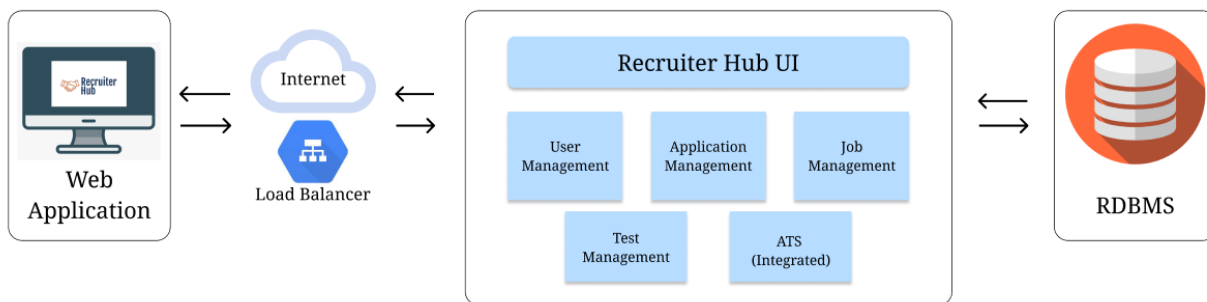 Recruiter
Hub
Web
Application
Internet
Load Balancer
Recruiter Hub UI
User
Management
Application
Management
Job
Management
Test
Management
ATS
(Integrated)
RDBMS